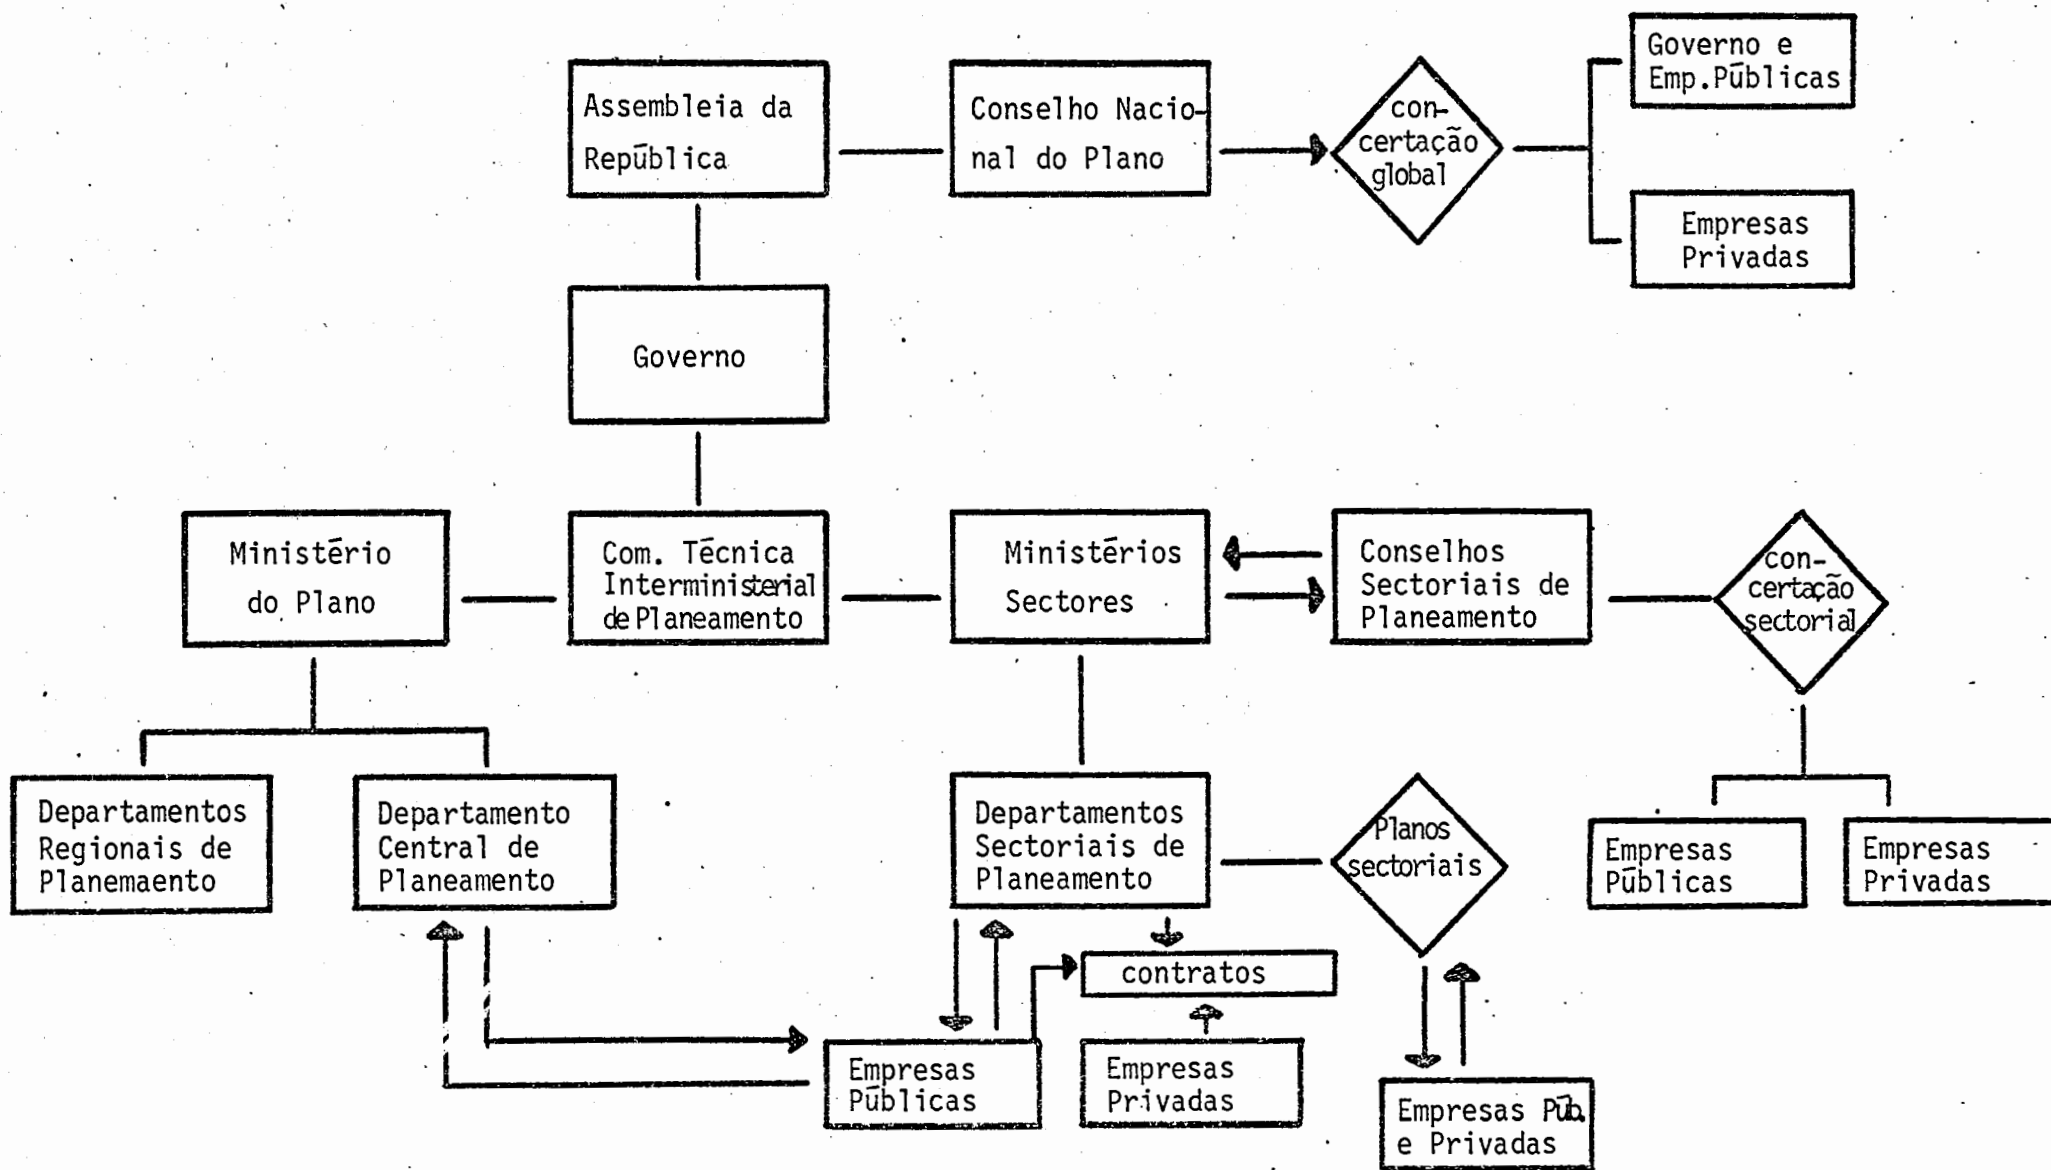 Governo e
Emp.Públicas
Assembleia da
República
Conselho Nacio-
nal do Plano
con-
certação
global
Empresas
Privadas
Governo
Ministério
do Plano
Com. Técnica
Interministerial
de Planeamento
Ministérios
Sectores
Conselhos
Sectoriais de
Planeamento
con-
certação
sectorial
Departamentos
Regionais de
Planemaento
Departamento
Central de
Planeamento
Departamentos
Sectoriais de
Planeamento
Planos
sectoriais
Empresas
Públicas
Empresas
Privadas
contratos
Empresas
Públicas
Empresas
Privadas
Empresas Púb.
e Privadas